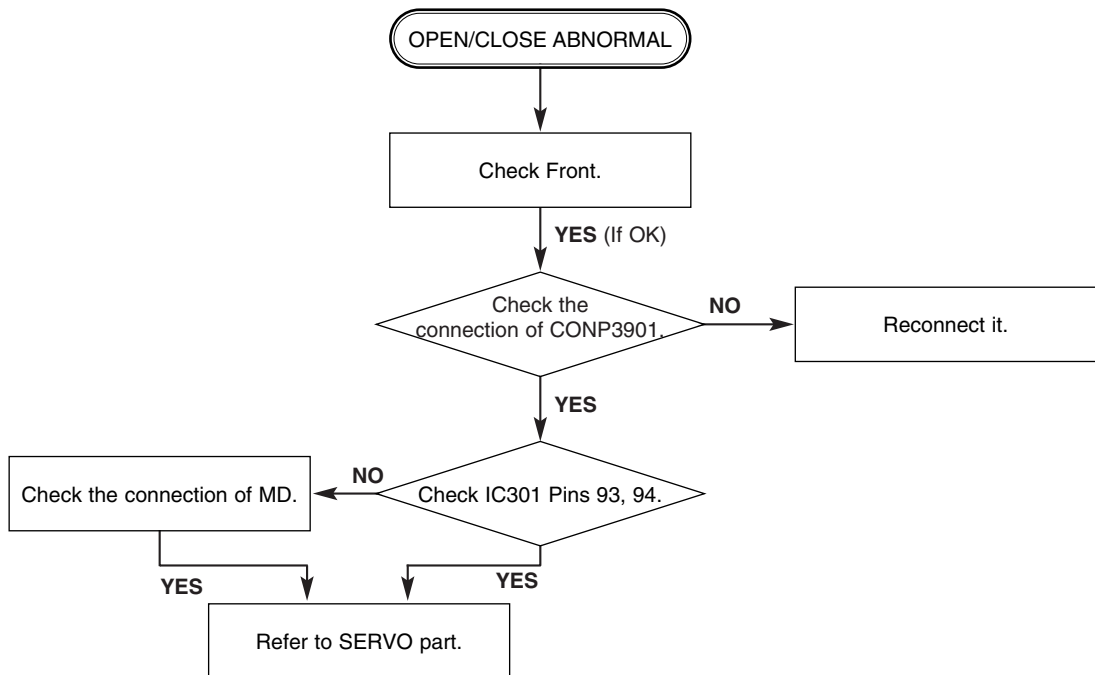 OPEN/CLOSE ABNORMAL
Check Front.
YES (If OK)
Check the
connection of CONP3901.
NO
Reconnect it.
YES
NO
Check the connection of MD.
Check IC301 Pins 93, 94.
YES
YES
Refer to SERVO part.